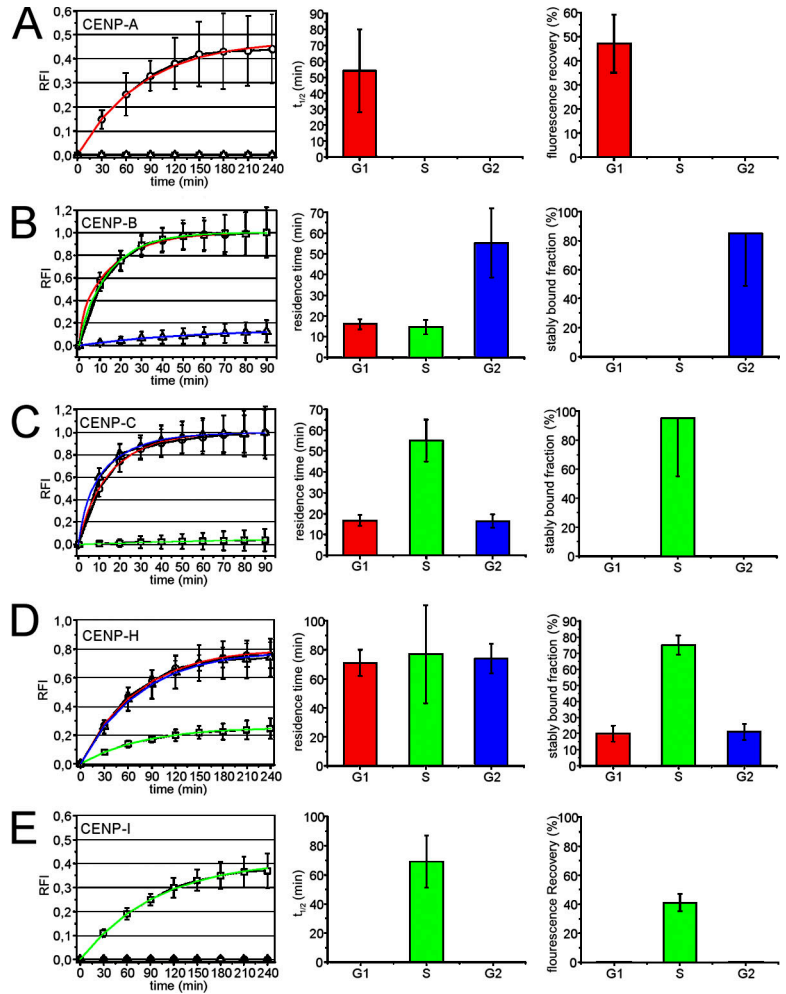 A
CENP-A
RFI
0,6
0,5
0,4
0,3
0,2
0,1
0,0
0 30 60 90 120 150 180 210 240
time (min)
t1/2 (min)
90
80
70
60
50
40
30
20
10
0
G1 S G2
fluorescence recovery (%)
60
50
40
30
20
10
0
G1 S G2
B
CENP-B
RFI
1,2
1,0
0,8
0,6
0,4
0,2
0,0
0 10 20 30 40 50 60 70 80 90
time (min)
residence time (min)
70
60
50
40
30
20
10
0
G1 S G2
stably bound fraction (%)
100
80
60
40
20
0
G1 S G2
C
CENP-C
RFI
1,2
1,0
0,8
0,6
0,4
0,2
0,0
0 10 20 30 40 50 60 70 80 90
time (min)
residence time (min)
70
60
50
40
30
20
10
0
G1 S G2
stably bound fraction (%)
100
80
60
40
20
0
G1 S G2
D
CENP-H
RFI
1,0
0,8
0,6
0,4
0,2
0,0
0 30 60 90 120 150 180 210 240
time (min)
residence time (min)
100
80
60
40
20
0
G1 S G2
stably bound fraction (%)
90
80
70
60
50
40
30
20
10
0
G1 S G2
E
CENP-I
RFI
0,6
0,5
0,4
0,3
0,2
0,1
0,0
0 30 60 90 120 150 180 210 240
time (min)
t1/2 (min)
100
80
60
40
20
0
G1 S G2
flourescence Recovery (%)
100
80
60
40
20
0
G1 S G2